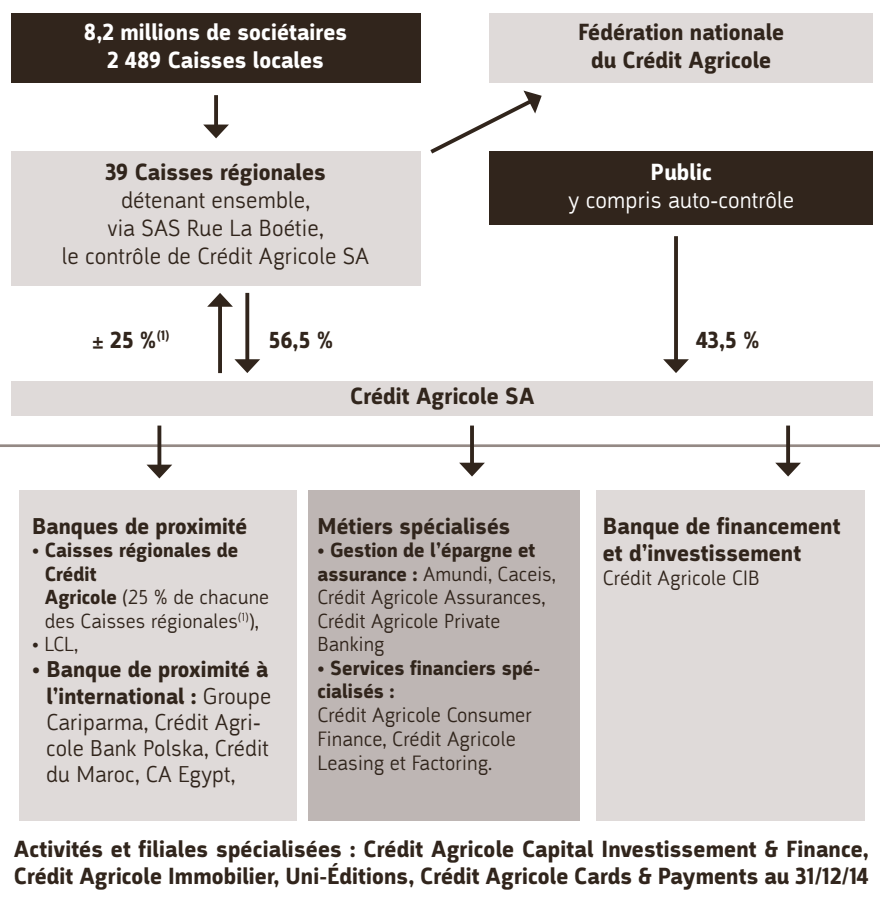 8,2 millions de sociétaires
2 489 Caisses locales
Fédération nationale
du Crédit Agricole
39 Caisses régionales
détenant ensemble,
via SAS Rue La Boétie,
le contrôle de Crédit Agricole SA
Public
y compris auto-contrôle
± 25 %(1)
56,5 %
43,5 %
Crédit Agricole SA
Banques de proximité
• Caisses régionales de
Crédit
Agricole (25 % de chacune
des Caisses régionales(1)),
• LCL,
• Banque de proximité à
l’international : Groupe
Cariparma, Crédit Agri-
cole Bank Polska, Crédit
du Maroc, CA Egypt,
Métiers spécialisés
• Gestion de l’épargne et
assurance : Amundi, Caceis,
Crédit Agricole Assurances,
Crédit Agricole Private
Banking
• Services financiers spé-
cialisés :
Crédit Agricole Consumer
Finance, Crédit Agricole
Leasing et Factoring.
Banque de financement
et d’investissement
Crédit Agricole CIB
Activités et filiales spécialisées : Crédit Agricole Capital Investissement & Finance,
Crédit Agricole Immobilier, Uni-Éditions, Crédit Agricole Cards & Payments au 31/12/14